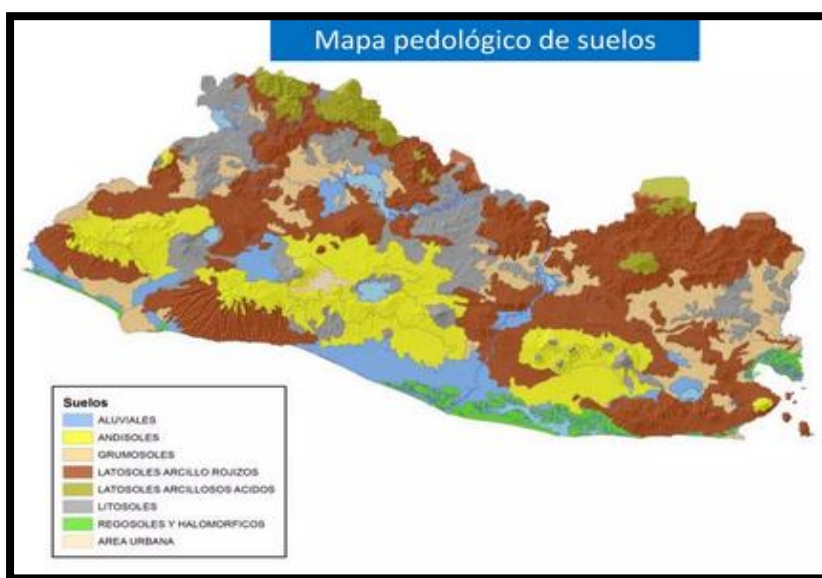 Mapa pedológico de suelos
Suelos
ALUVIALES
ANDISOLES
GRUMOSOLES
LATOSOLES ARCILLO ROJIZOS
LATOSOLES ARCILLOSOS ACIDOS
LITOSOLES
REGOSOLES Y HALOMORFICOS
AREA URBANA